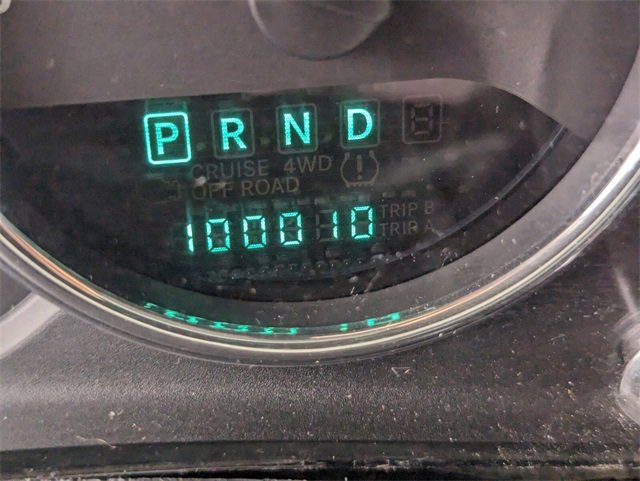 P R N D
CRUISE 4WD
OFF ROAD
TRIP B
100010
TRIP A